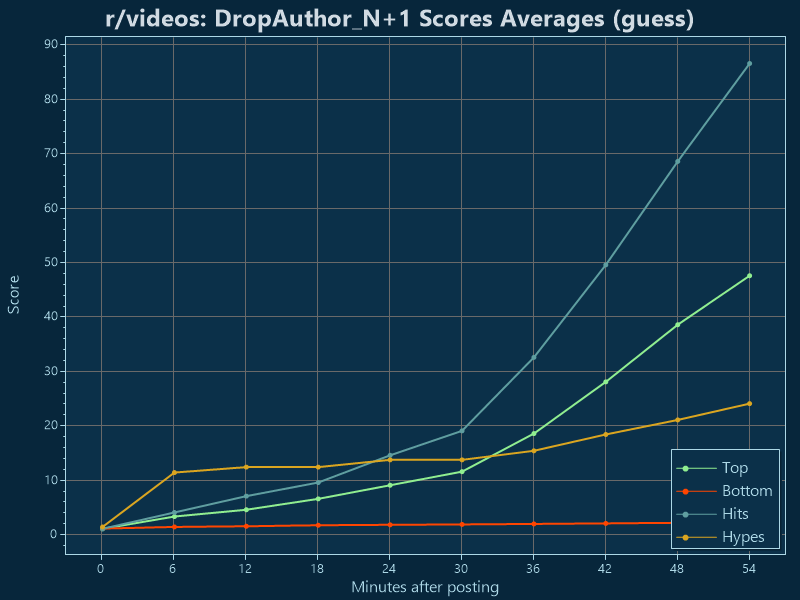 r/videos: DropAuthor_N+1 Scores Averages (guess)
90
80
70
60
50
40
30
20
10
0
Score
Top
Bottom
Hits
Hypes
0 6 12 18 24 30 36 42 48 54
Minutes after posting